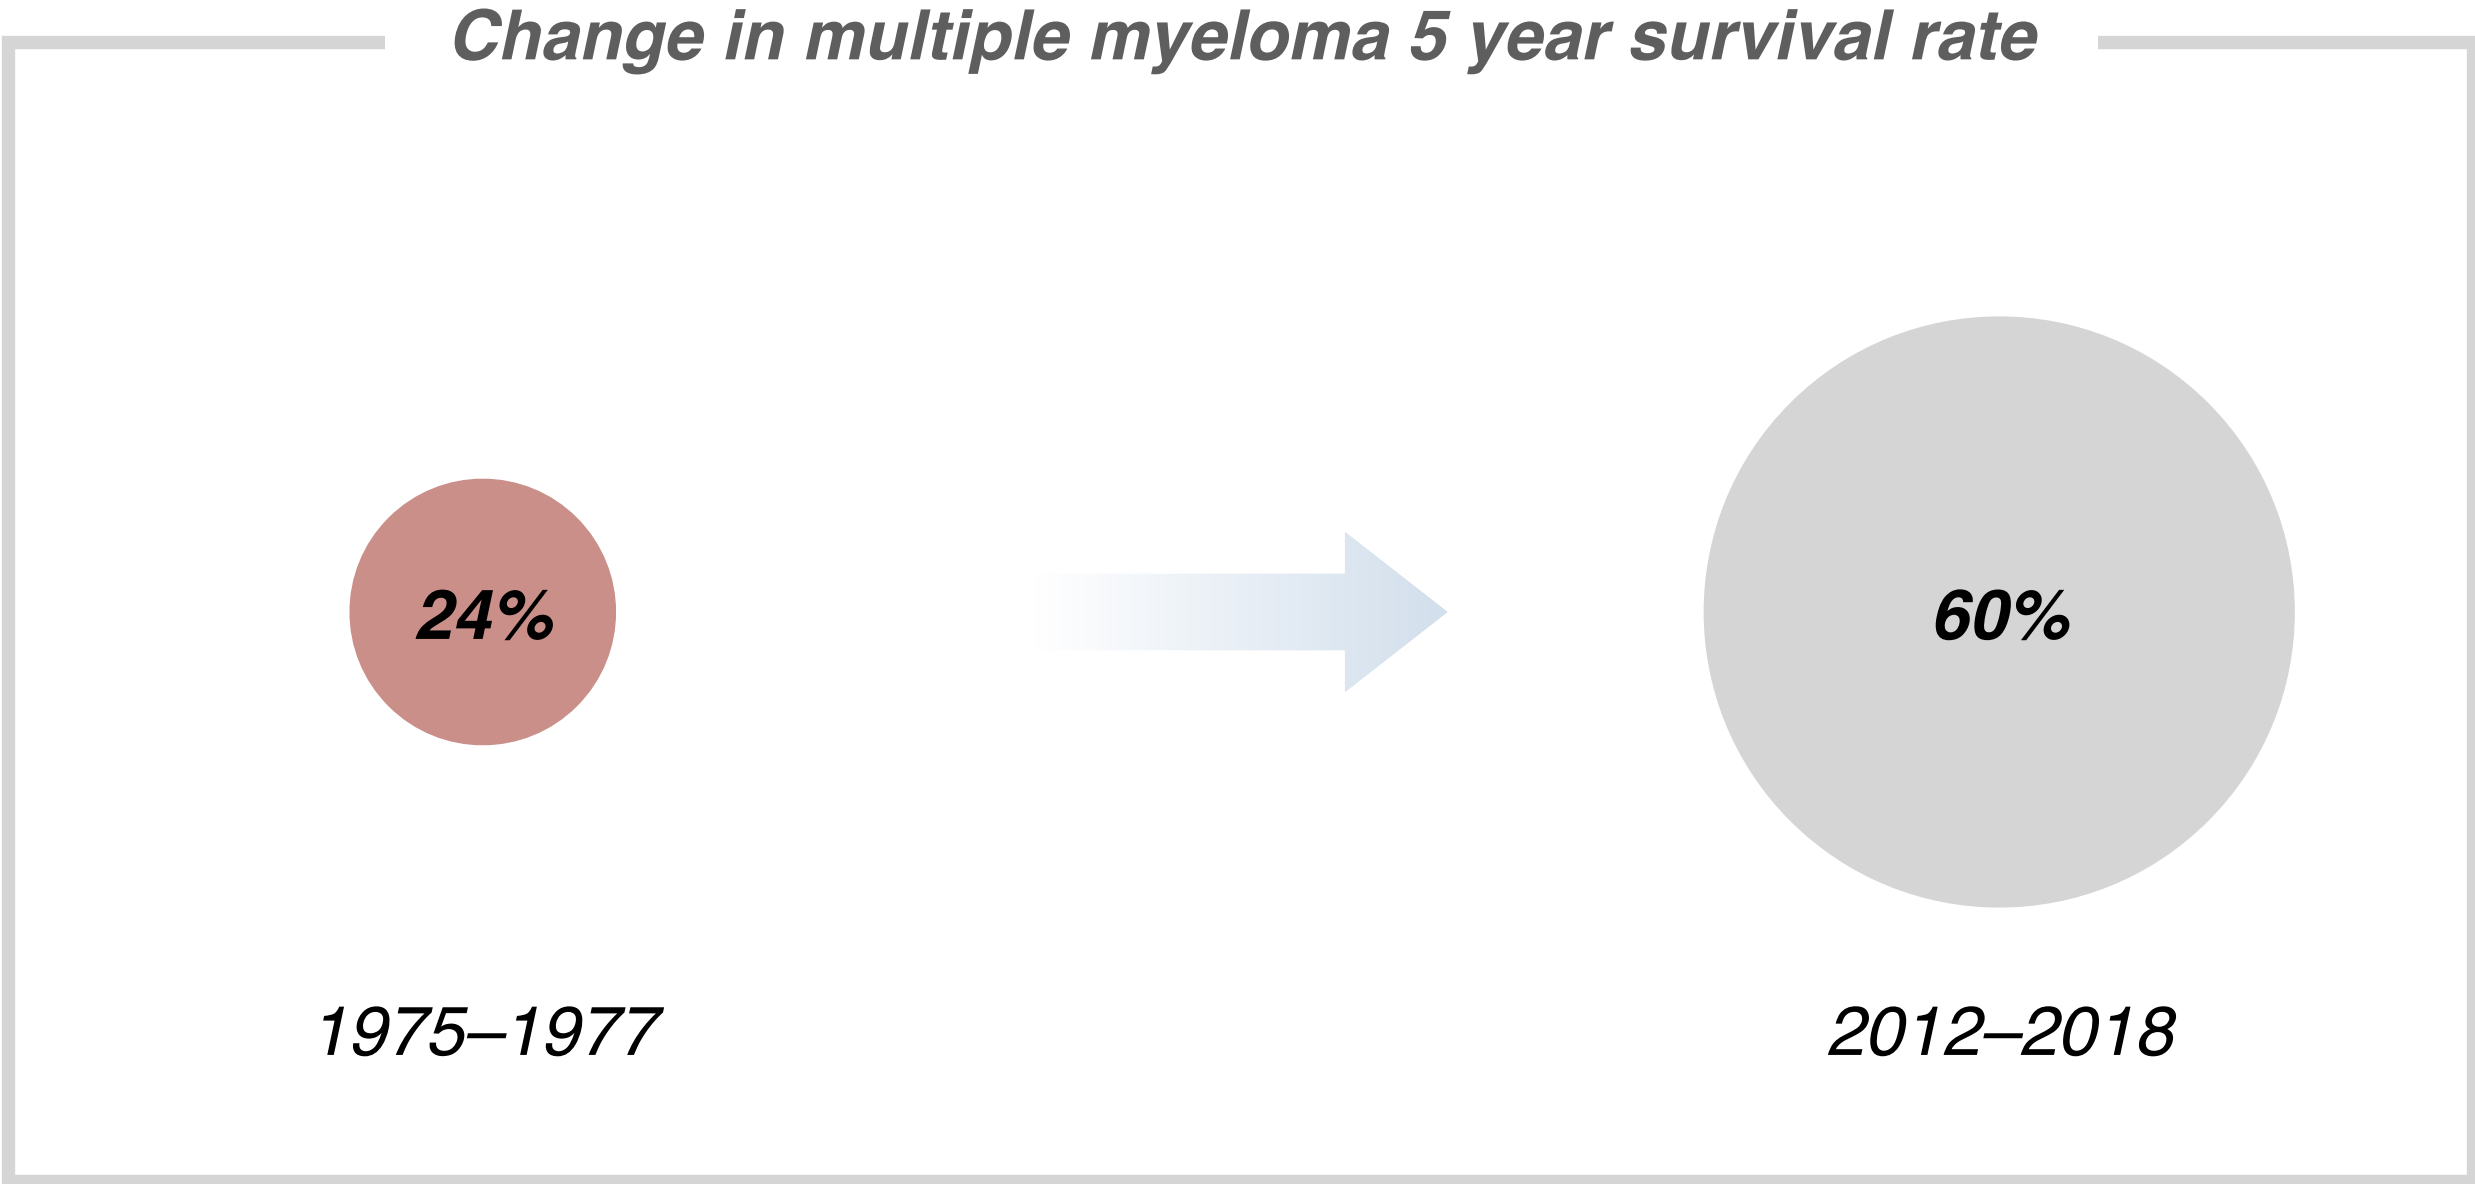 Change in multiple myeloma 5 year survival rate
24%
60%
1975–1977
2012–2018